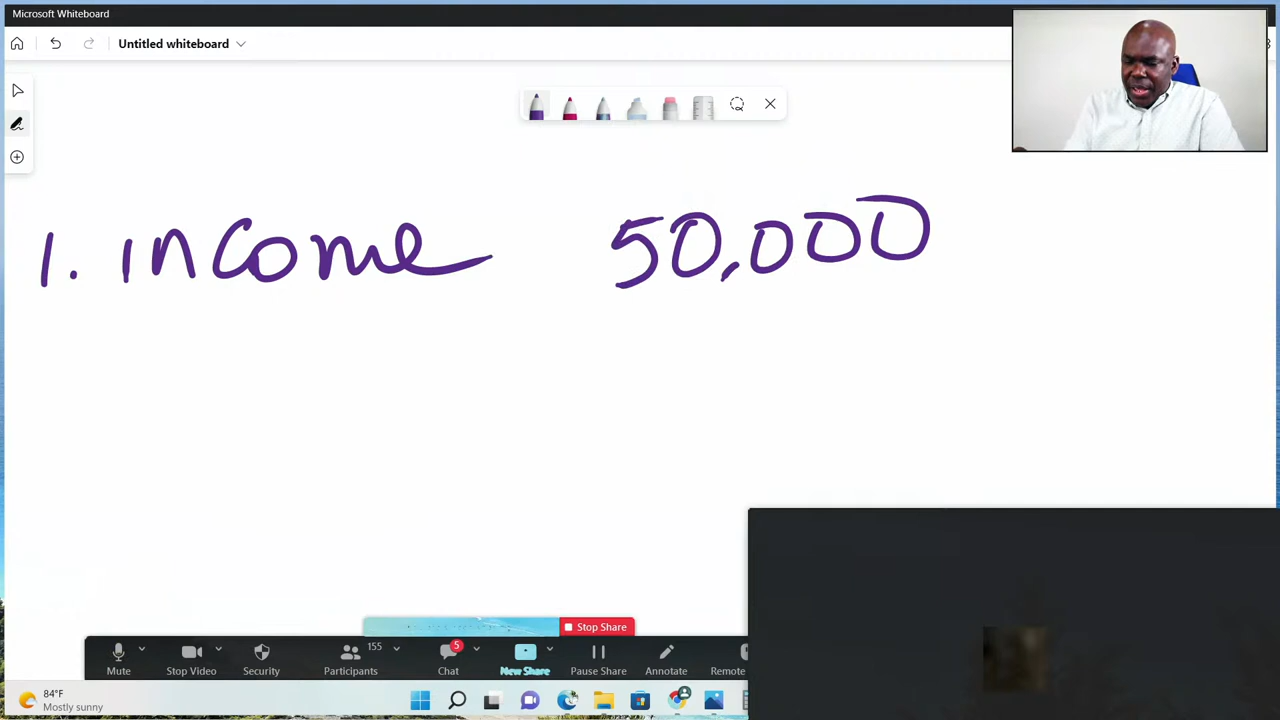 Microsoft Whiteboard
Untitled whiteboard
1. income 50,000
Stop Share
5
155
Mute
Stop Video
Security
Participants
Chat
New Share
Pause Share
Annotate
Remote
84°F
Mostly sunny